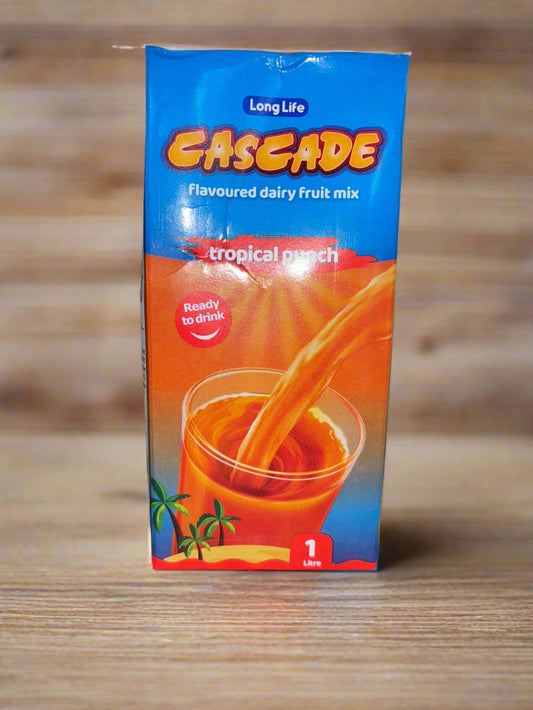 Long Life
CASCADE
flavoured dairy fruit mix
tropical punch
Ready
to drink
1
Litre